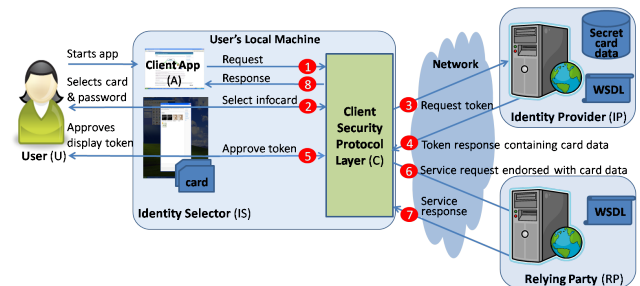 User's Local Machine
Starts app
Client App
(A)
Request
1
Response
8
Selects card
& password
Select infocard
2
Approves
display token
User (U)
Approve token
5
card
Identity Selector (IS)
Client
Security
Protocol
Layer (C)
Network
3
Request token
4
Token response containing card data
6
Service request endorsed with card data
7
Service
response
Secret
card
data
WSDL
Identity Provider (IP)
WSDL
Relying Party (RP)